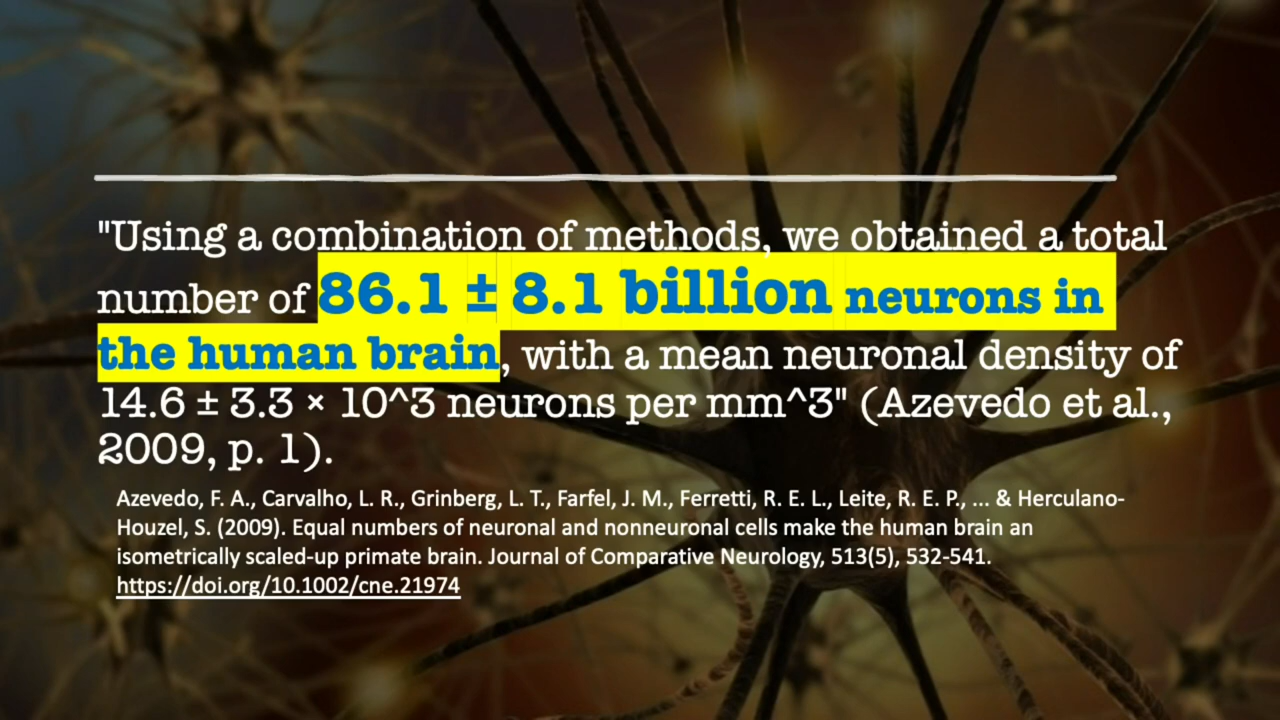 "Using a combination of methods, we obtained a total
number of 86.1 ± 8.1 billion neurons in
the human brain, with a mean neuronal density of
14.6 ± 3.3 × 10^3 neurons per mm^3" (Azevedo et al.,
2009, p. 1).
Azevedo, F. A., Carvalho, L. R., Grinberg, L. T., Farfel, J. M., Ferretti, R. E. L., Leite, R. E. P., ... & Herculano-
Houzel, S. (2009). Equal numbers of neuronal and nonneuronal cells make the human brain an
isometrically scaled-up primate brain. Journal of Comparative Neurology, 513(5), 532-541.
https://doi.org/10.1002/cne.21974